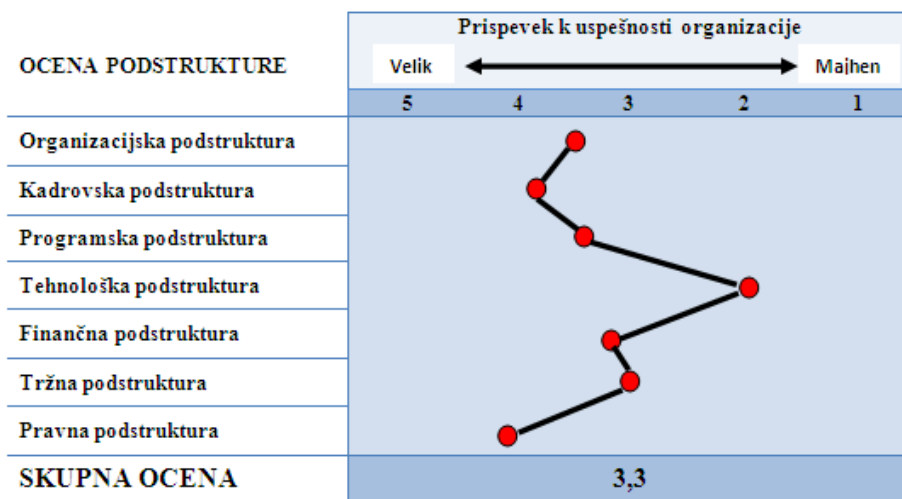 Prispevek k uspešnosti organizacije
OCENA PODSTRUKTURE
Velik
Majhen
5 4 3 2 1
Organizacijska podstruktura
Kadrovska podstruktura
Programska podstruktura
Tehnološka podstruktura
Finančna podstruktura
Tržna podstruktura
Pravna podstruktura
SKUPNA OCENA 3,3